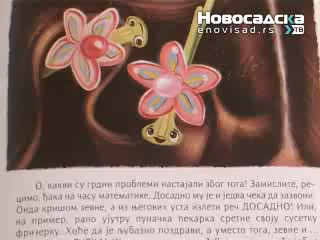 НОВОСАДСКА
enovisad.rs ТВ
О, какви су грдни проблеми настајали због тога! Замислите, реци-
цимо, ђака на часу математике. Досадно му је и једва чека да зазвони
Онда кришом зевне, а из његових уста излети реч ДОСАДНО! Или,
на пример, рано ујутру пуначка пекарка сретне своју сусетку
фризерку. Хоће да је љубазно поздрави, а уместо тога, зевне и ...